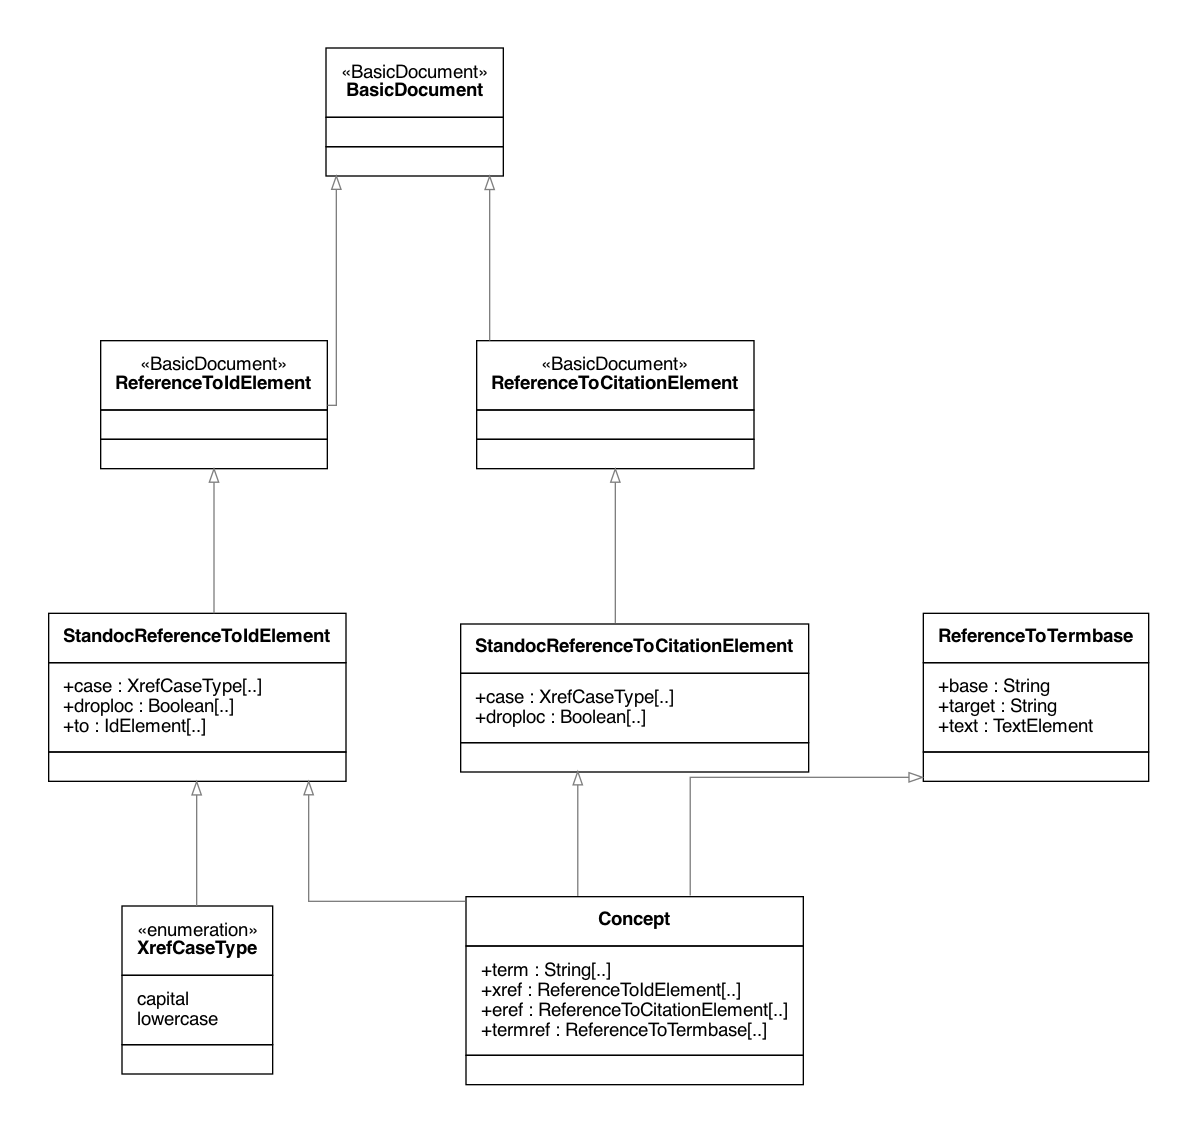 «BasicDocument»
BasicDocument
«BasicDocument»
ReferenceToIdElement
«BasicDocument»
ReferenceToCitationElement
StandocReferenceToIdElement
+case : XrefCaseType[..]
+droploc : Boolean[..]
+to : IdElement[..]
StandocReferenceToCitationElement
+case : XrefCaseType[..]
+droploc : Boolean[..]
ReferenceToTermbase
+base : String
+target : String
+text : TextElement
«enumeration»
XrefCaseType
capital
lowercase
Concept
+term : String[..]
+xref : ReferenceToIdElement[..]
+eref : ReferenceToCitationElement[..]
+termref : ReferenceToTermbase[..]